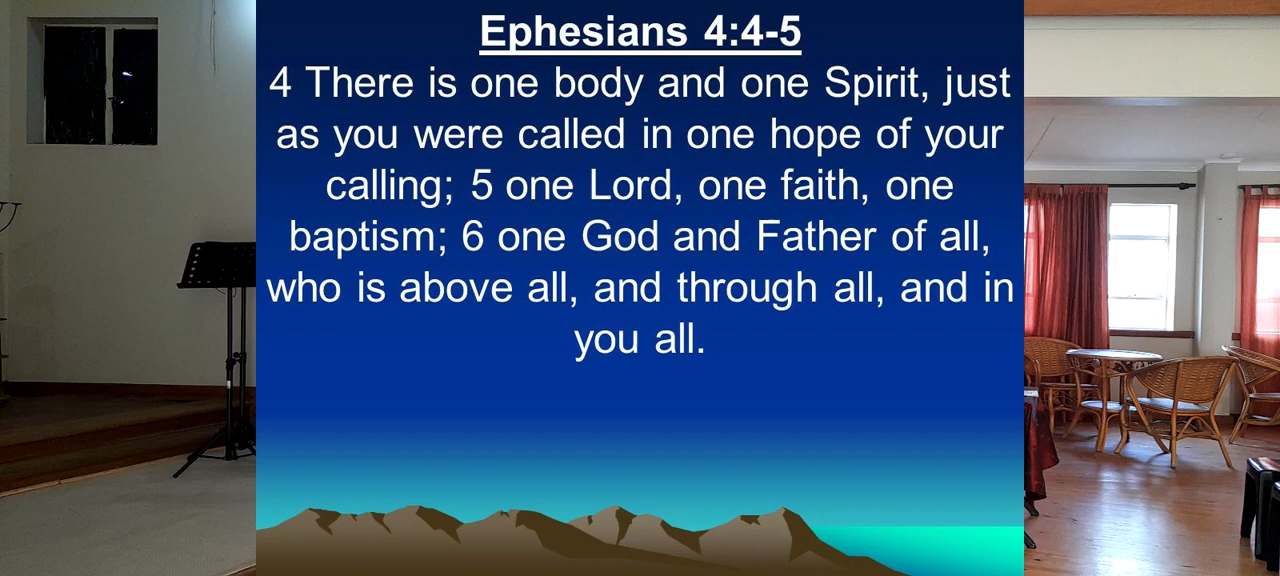 Ephesians 4:4-5
4 There is one body and one Spirit, just
as you were called in one hope of your
calling; 5 one Lord, one faith, one
baptism; 6 one God and Father of all,
who is above all, and through all, and in
you all.